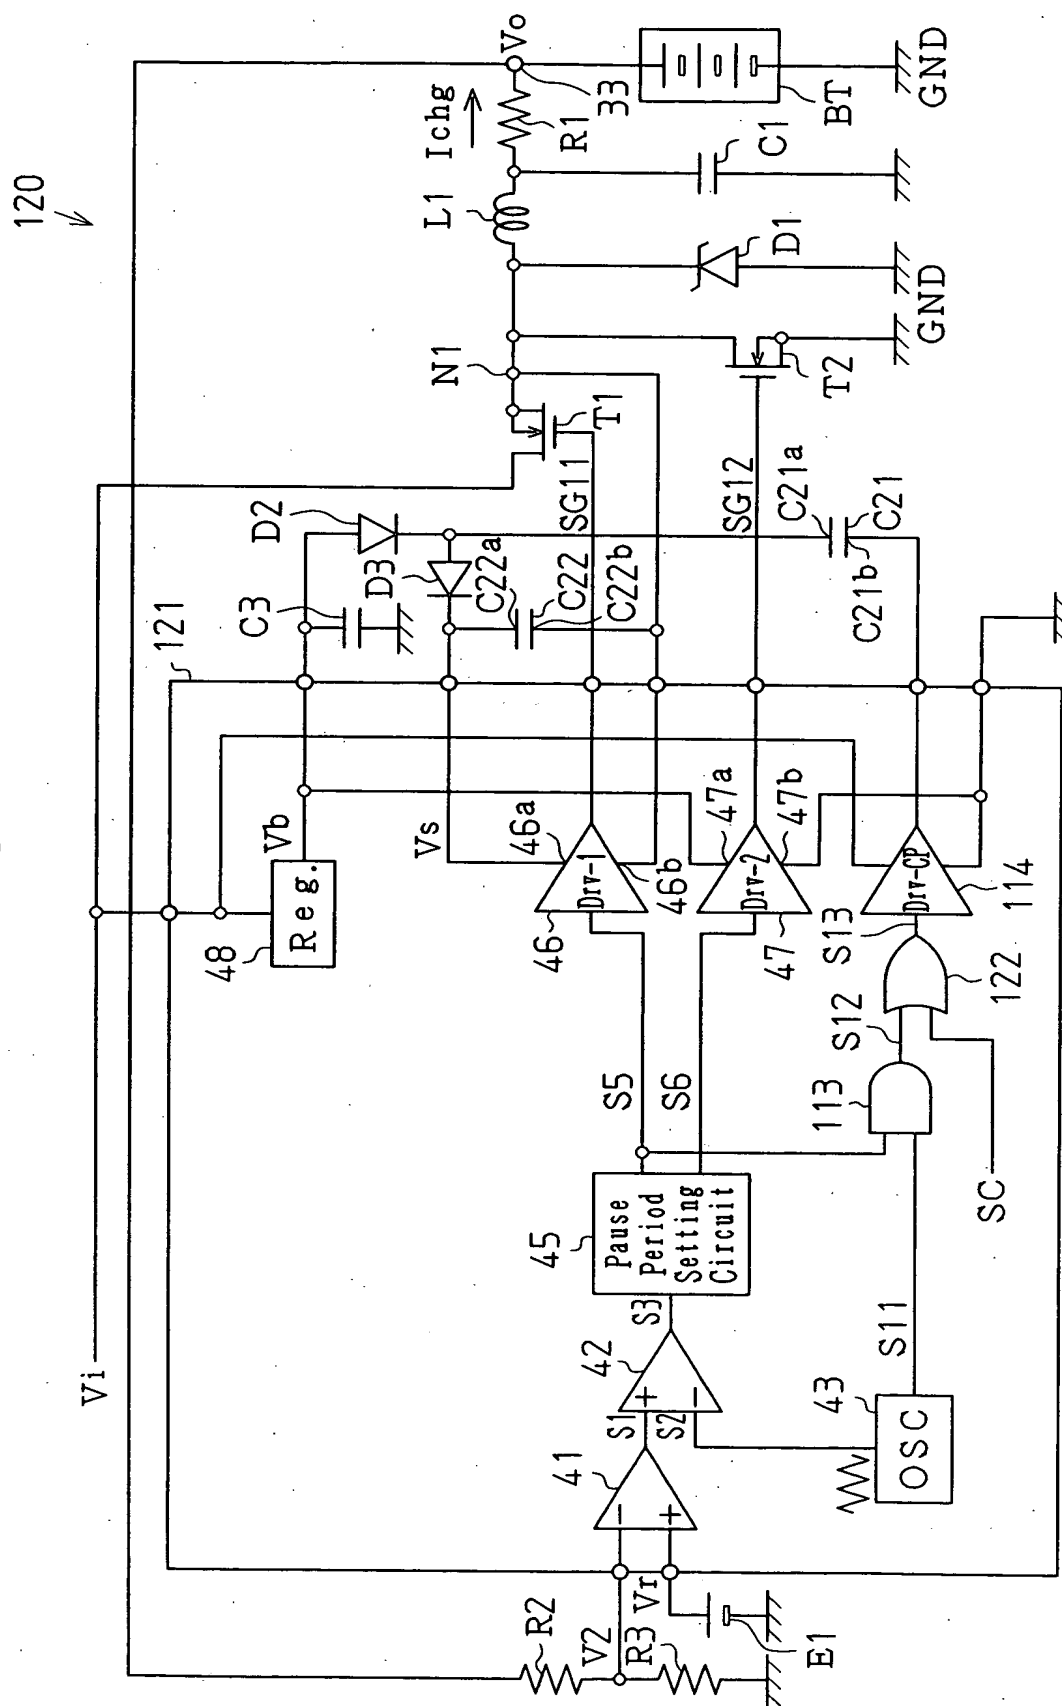 120
Vi
121
Vb
Reg.
48
C3
D2
D3
C22a
C22
C22b
Vs
46a
46b
46
Drv-1
SG11
T1
N1
L1
Ichg
R1
Vo
33
BT
GND
C1
D1
GND
T2
SG12
C21a
C21
C21b
47a
47b
Drv-2
47
Drv-CP
114
S13
122
S12
113
SC
S11
S5
S6
45
Pause
Period
Setting
Circuit
S3
42
+
−
S1
S2
41
−
+
43
OSC
R2
V2
R3
Vr
E1